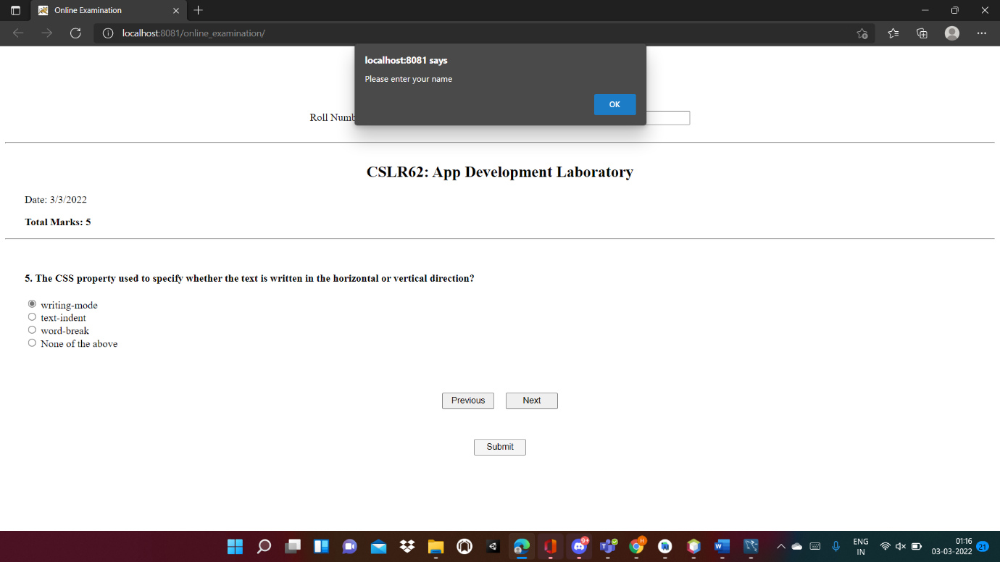 Online Examination
localhost:8081/online_examination/
localhost:8081 says
Please enter your name
OK
Roll Numb
CSLR62: App Development Laboratory
Date: 3/3/2022
Total Marks: 5
5. The CSS property used to specify whether the text is written in the horizontal or vertical direction?
writing-mode
text-indent
word-break
None of the above
Previous Next
Submit
9+ T H W
ENG
IN
01:16
03-03-2022
21